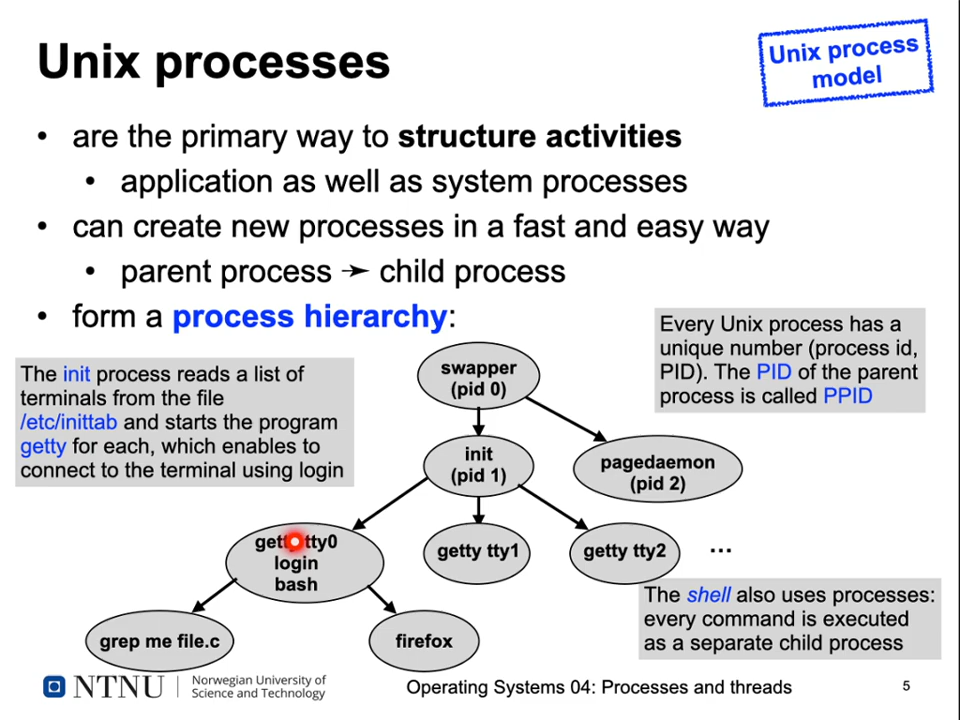 Unix processes
Unix process
model
• are the primary way to structure activities
• application as well as system processes
• can create new processes in a fast and easy way
• parent process ➛ child process
• form a process hierarchy:
Every Unix process has a
unique number (process id,
PID). The PID of the parent
process is called PPID
The init process reads a list of
terminals from the file
/etc/inittab and starts the program
getty for each, which enables to
connect to the terminal using login
swapper
(pid 0)
init
(pid 1)
pagedaemon
(pid 2)
getty tty0
login
bash
getty tty1
getty tty2
...
grep me file.c
firefox
The shell also uses processes:
every command is executed
as a separate child process
NTNU
Norwegian University of
Science and Technology
Operating Systems 04: Processes and threads
5